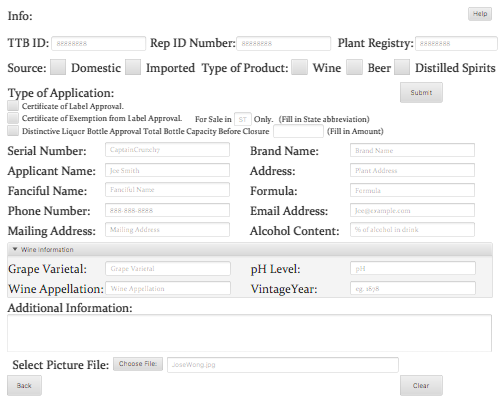 Info: Help
TTB ID: 88888888 Rep ID Number: 88888888 Plant Registry: 88888888
Source: Domestic Imported Type of Product: Wine Beer Distilled Spirits
Type of Application: Submit
Certificate of Label Approval.
Certificate of Exemption from Label Approval. For Sale in ST Only. (Fill in State abbreviation)
Distinctive Liquor Bottle Approval Total Bottle Capacity Before Closure (Fill in Amount)
Serial Number: CaptainCrunchy Brand Name: Brand Name
Applicant Name: Joe Smith Address: Plant Address
Fanciful Name: Fanciful Name Formula: Formula
Phone Number: 888-888-8888 Email Address: Joe@example.com
Mailing Address: Mailing Address Alcohol Content: % of alcohol in drink
Wine Information
Grape Varietal: Grape Varietal pH Level: pH
Wine Appellation: Wine Appellation VintageYear: eg. 1878
Additional Information:
Select Picture File: Choose File: JoseWong.jpg
Back Clear